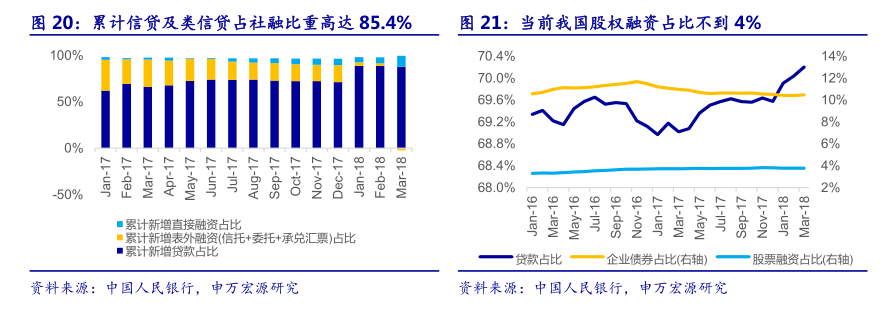 图 20：累计信贷及类信贷占社融比重高达 85.4%
100%
50%
0%
-50%
Jan-17
Feb-17
Mar-17
Apr-17
May-17
Jun-17
Jul-17
Aug-17
Sep-17
Oct-17
Nov-17
Dec-17
Jan-18
Feb-18
Mar-18
累计新增直接融资占比
累计新增表外融资(信托+委托+承兑汇票)占比
累计新增贷款占比
资料来源：中国人民银行，申万宏源研究
图 21：当前我国股权融资占比不到 4%
70.4%
70.0%
69.6%
69.2%
68.8%
68.4%
68.0%
14%
12%
10%
8%
6%
4%
2%
Jan-16
Mar-16
May-16
Jul-16
Sep-16
Nov-16
Jan-17
Mar-17
May-17
Jul-17
Sep-17
Nov-17
Jan-18
Mar-18
贷款占比
企业债券占比(右轴)
股票融资占比(右轴)
资料来源：中国人民银行，申万宏源研究